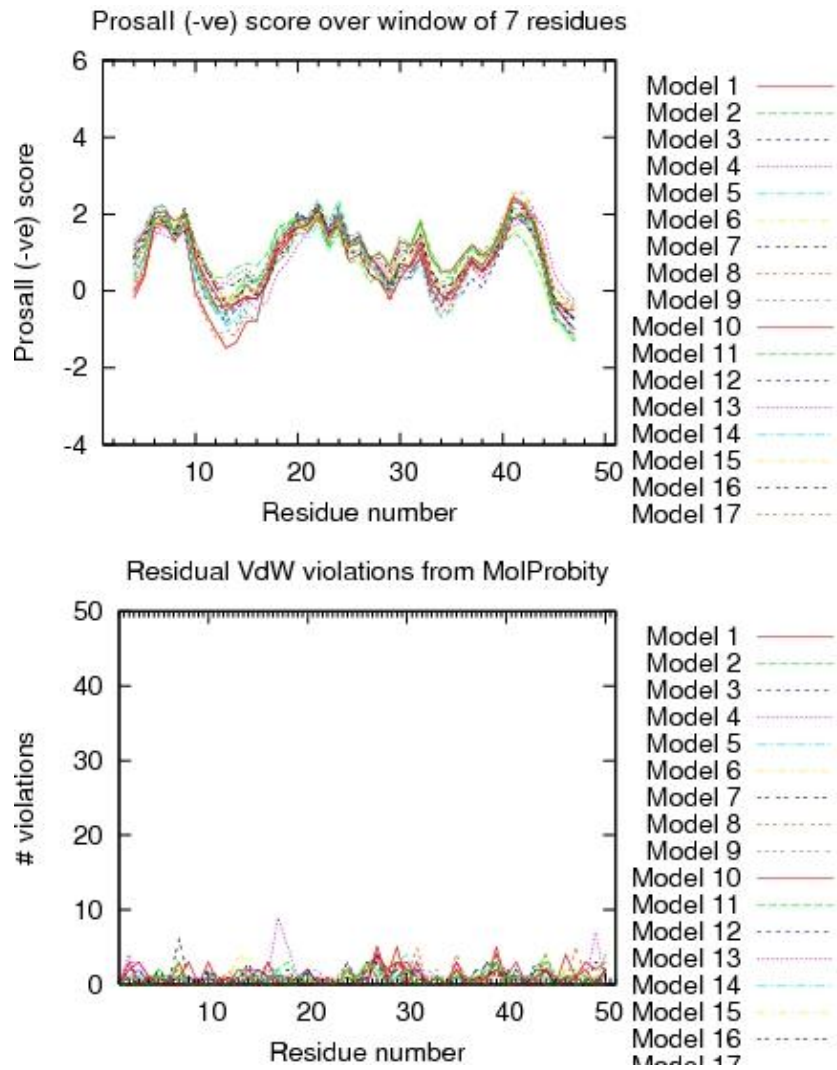 ProsaII (-ve) score over window of 7 residues
6
4
2
0
-2
-4
ProsaII (-ve) score
10
20
30
40
50
Residue number
Model 1
Model 2
Model 3
Model 4
Model 5
Model 6
Model 7
Model 8
Model 9
Model 10
Model 11
Model 12
Model 13
Model 14
Model 15
Model 16
Model 17
Residual VdW violations from MolProbity
50
40
30
20
10
0
# violations
10
20
30
40
50
Residue number
Model 1
Model 2
Model 3
Model 4
Model 5
Model 6
Model 7
Model 8
Model 9
Model 10
Model 11
Model 12
Model 13
Model 14
Model 15
Model 16
Model 17